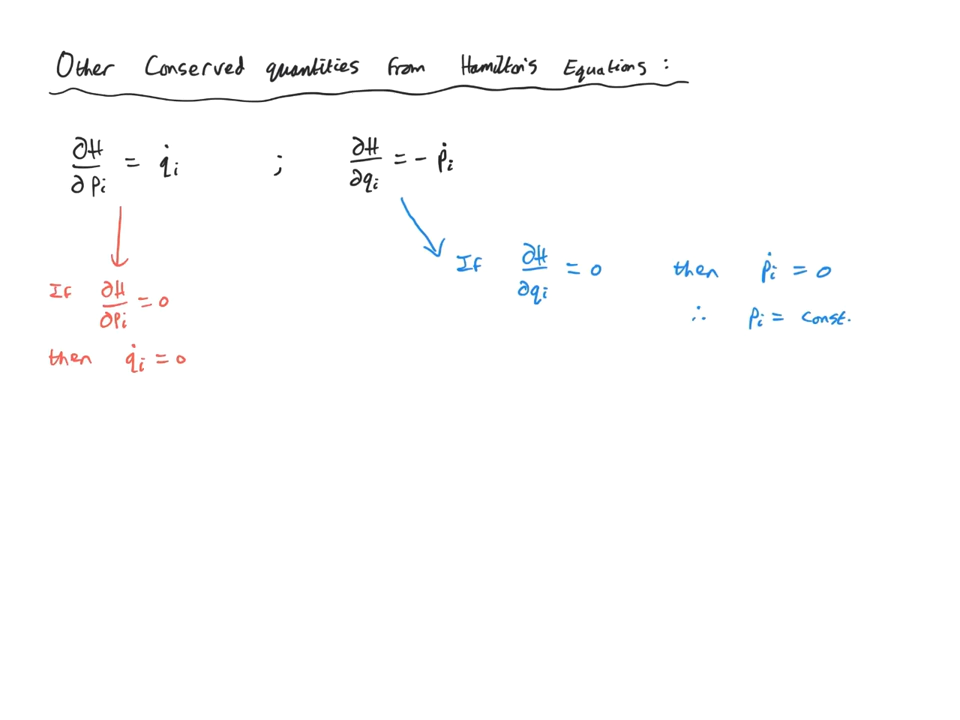 Other Conserved quantities from Hamilton's Equations :
∂H/∂pᵢ = q̇ᵢ ; ∂H/∂qᵢ = - ṗᵢ
If ∂H/∂qᵢ = 0 then ṗᵢ = 0
∴ pᵢ = const.
If ∂H/∂pᵢ = 0
then q̇ᵢ = 0